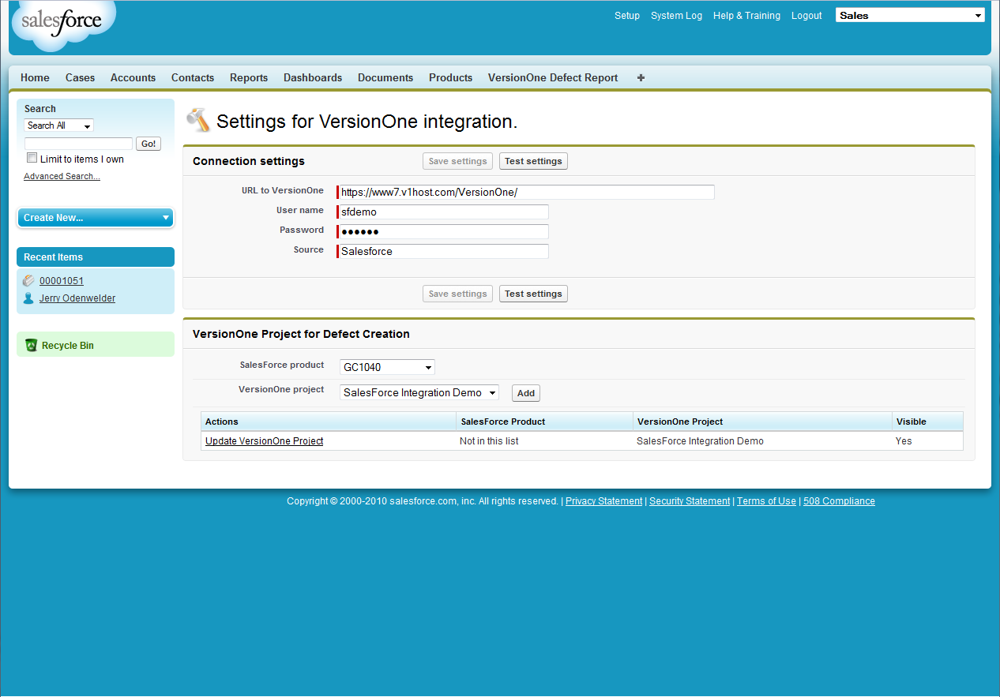 salesforce
Setup System Log Help & Training Logout Sales
Home Cases Accounts Contacts Reports Dashboards Documents Products VersionOne Defect Report +
Search
Search All
Go!
Limit to items I own
Advanced Search...
Create New...
Recent Items
00001051
Jerry Odenwelder
Recycle Bin
Settings for VersionOne integration.
Connection settings Save settings Test settings
URL to VersionOne https://www7.v1host.com/VersionOne/
User name sfdemo
Password ●●●●●●
Source Salesforce
Save settings Test settings
VersionOne Project for Defect Creation
SalesForce product GC1040
VersionOne project SalesForce Integration Demo Add
Actions SalesForce Product VersionOne Project Visible
Update VersionOne Project Not in this list SalesForce Integration Demo Yes
Copyright © 2000-2010 salesforce.com, inc. All rights reserved. | Privacy Statement | Security Statement | Terms of Use | 508 Compliance